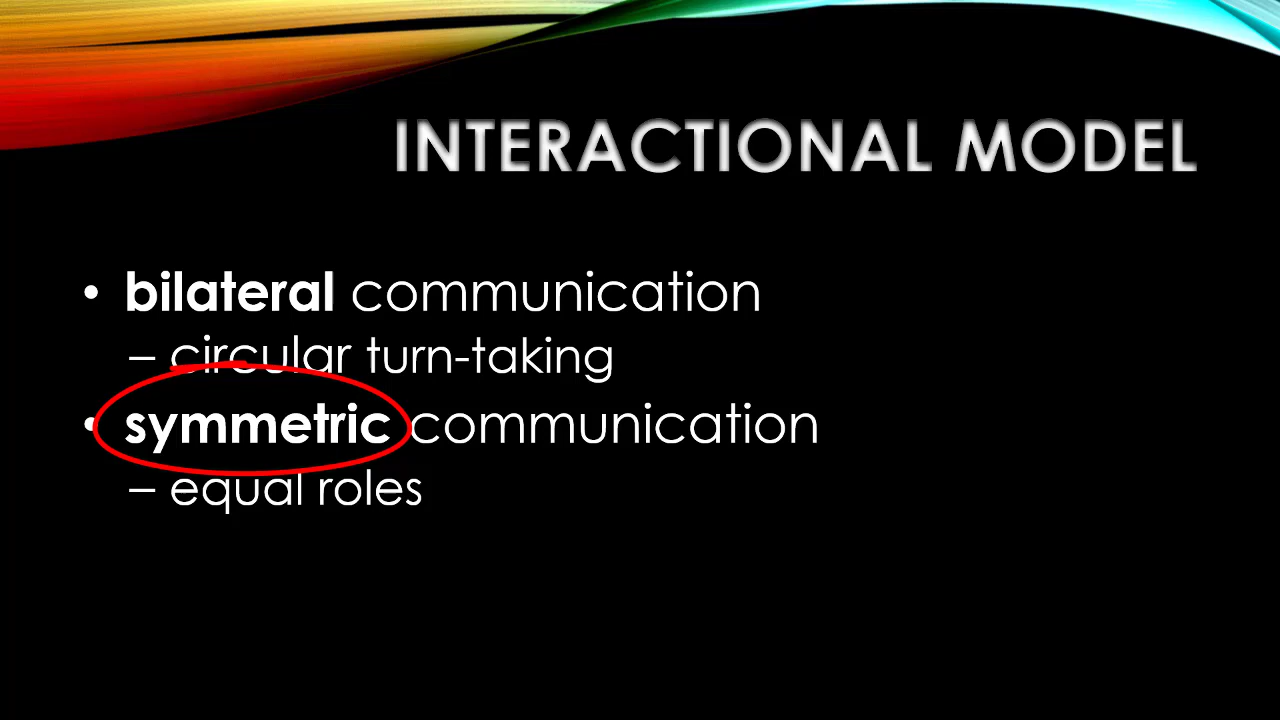 INTERACTIONAL MODEL
• bilateral communication
– circular turn-taking
• symmetric communication
– equal roles